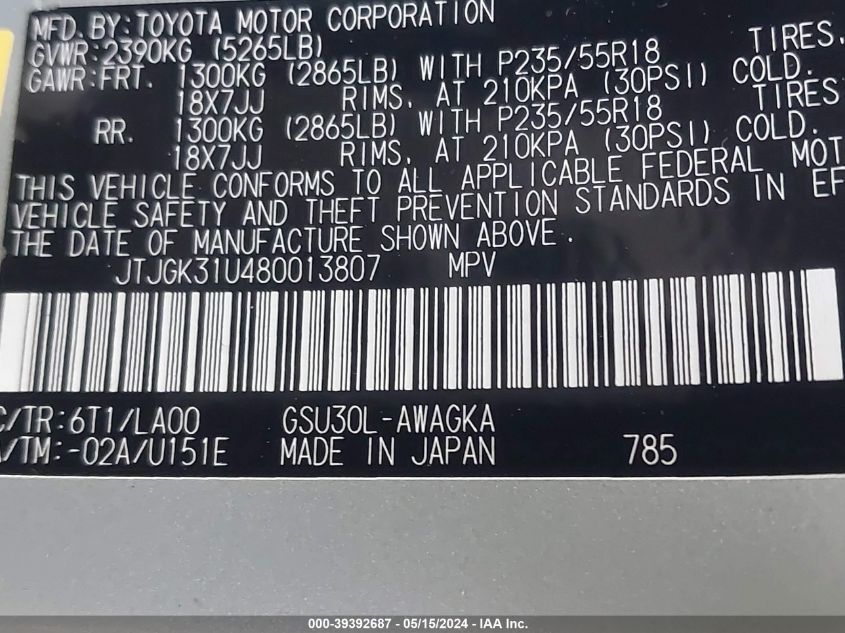 MFD. BY: TOYOTA MOTOR CORPORATION
GVWR: 2390KG (5265LB)
GAWR: FRT. 1300KG (2865LB) WITH P235/55R18 TIRES,
18X7JJ RIMS, AT 210KPA (30PSI) COLD.
RR. 1300KG (2865LB) WITH P235/55R18 TIRES
18X7JJ RIMS, AT 210KPA (30PSI) COLD.
THIS VEHICLE CONFORMS TO ALL APPLICABLE FEDERAL MOT
VEHICLE SAFETY AND THEFT PREVENTION STANDARDS IN EF
THE DATE OF MANUFACTURE SHOWN ABOVE.
JTJGK31U480013807 MPV
C/TR: 6T1/LA00 GSU30L-AWAGKA
/TM: -02A/U151E MADE IN JAPAN 785
000-39392687 - 05/15/2024 - IAA Inc.